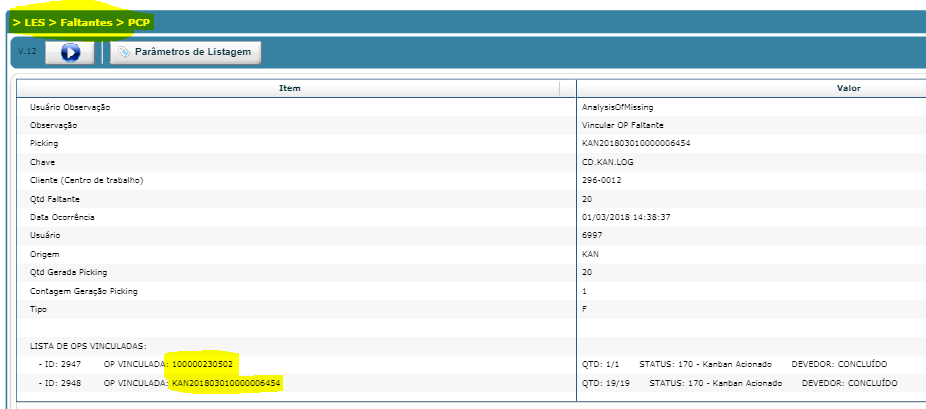 > LES > Faltantes > PCP
V.12 Parâmetros de Listagem
Item Valor
Usuário Observação AnalysisOfMissing
Observação Vincular OP Faltante
Picking KAN201803010000006454
Chave CD.KAN.LOG
Cliente (Centro de trabalho) 296-0012
Qtd Faltante 20
Data Ocorrência 01/03/2018 14:38:37
Usuário 6997
Origem KAN
Qtd Gerada Picking 20
Contagem Geração Picking 1
Tipo F
LISTA DE OPS VINCULADAS:
- ID: 2947 OP VINCULADA: 100000230502 QTD: 1/1 STATUS: 170 - Kanban Acionado DEVEDOR: CONCLUÍDO
- ID: 2948 OP VINCULADA: KAN201803010000006454 QTD: 19/19 STATUS: 170 - Kanban Acionado DEVEDOR: CONCLUÍDO